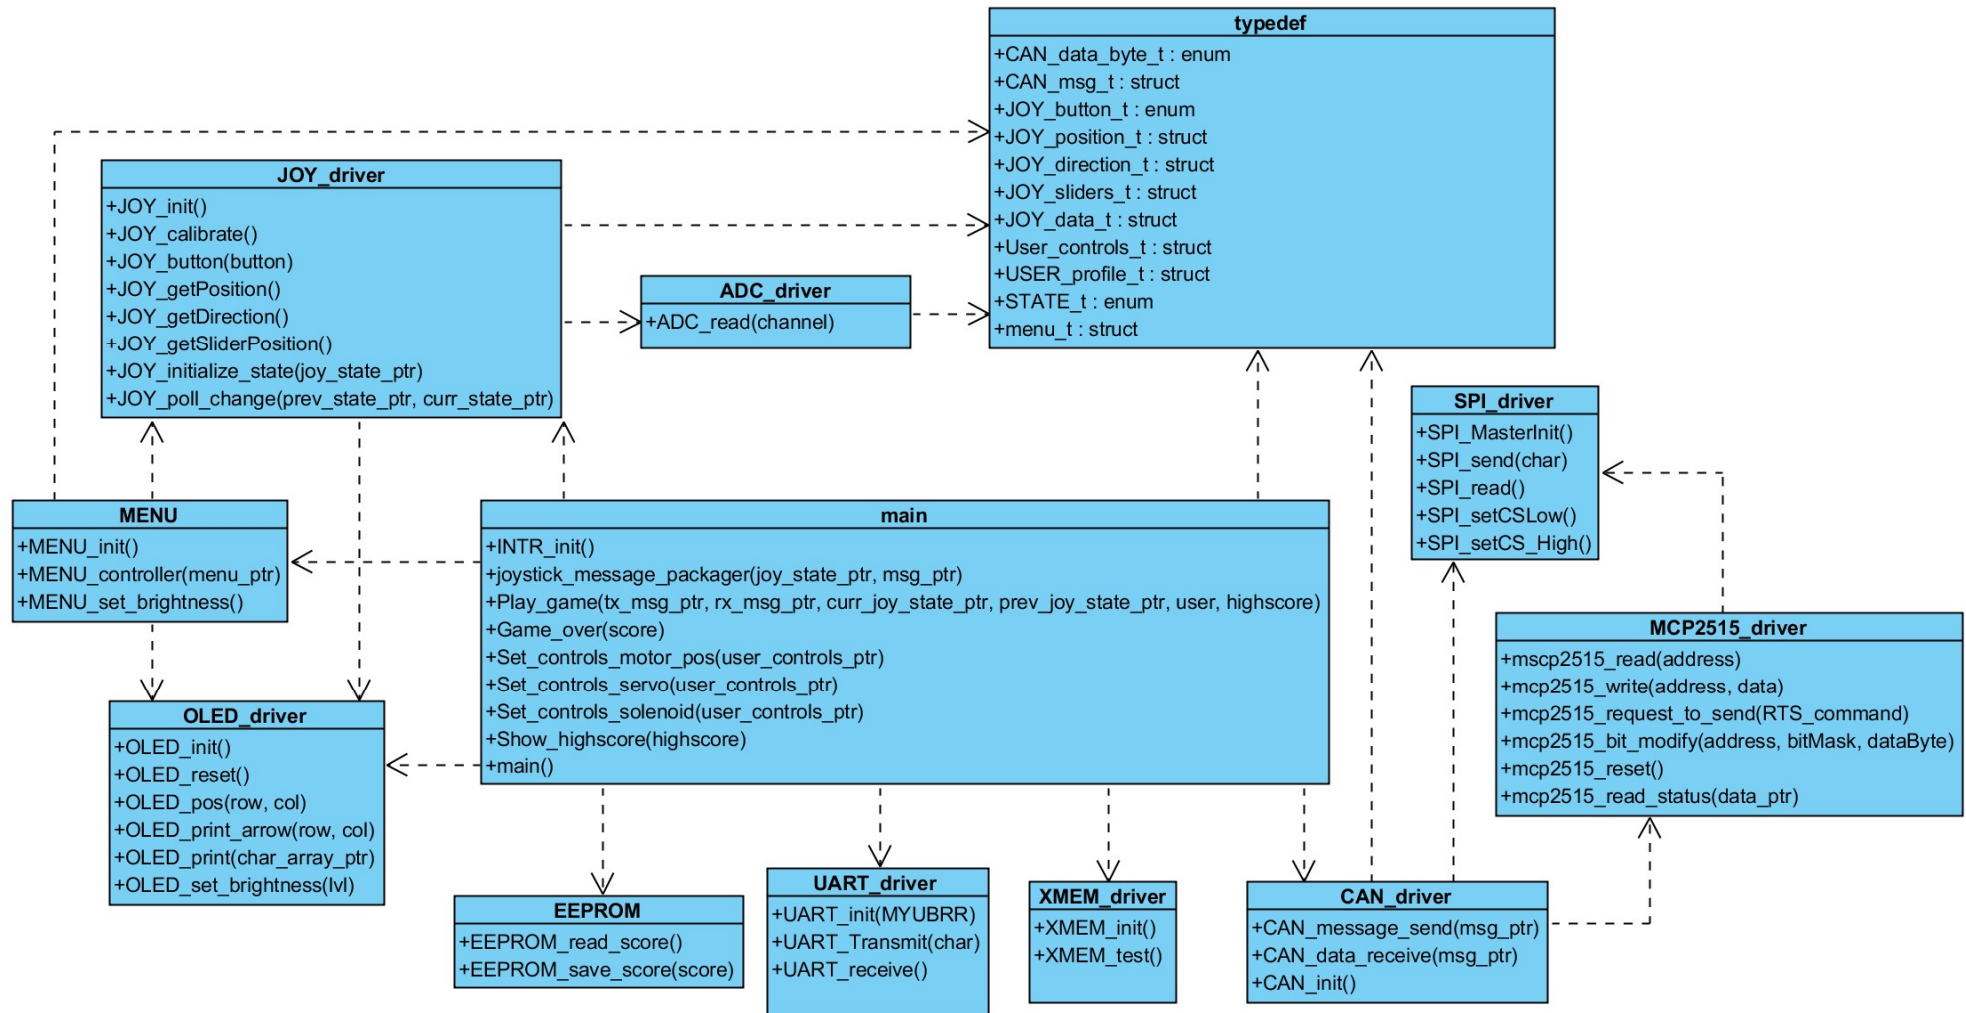 typedef
+CAN_data_byte_t : enum
+CAN_msg_t : struct
+JOY_button_t : enum
+JOY_position_t : struct
+JOY_direction_t : struct
+JOY_sliders_t : struct
+JOY_data_t : struct
+User_controls_t : struct
+USER_profile_t : struct
+STATE_t : enum
+menu_t : struct
JOY_driver
+JOY_init()
+JOY_calibrate()
+JOY_button(button)
+JOY_getPosition()
+JOY_getDirection()
+JOY_getSliderPosition()
+JOY_initialize_state(joy_state_ptr)
+JOY_poll_change(prev_state_ptr, curr_state_ptr)
ADC_driver
+ADC_read(channel)
SPI_driver
+SPI_MasterInit()
+SPI_send(char)
+SPI_read()
+SPI_setCSLow()
+SPI_setCS_High()
MENU
+MENU_init()
+MENU_controller(menu_ptr)
+MENU_set_brightness()
main
+INTR_init()
+joystick_message_packager(joy_state_ptr, msg_ptr)
+Play_game(tx_msg_ptr, rx_msg_ptr, curr_joy_state_ptr, prev_joy_state_ptr, user, highscore)
+Game_over(score)
+Set_controls_motor_pos(user_controls_ptr)
+Set_controls_servo(user_controls_ptr)
+Set_controls_solenoid(user_controls_ptr)
+Show_highscore(highscore)
+main()
MCP2515_driver
+mscp2515_read(address)
+mcp2515_write(address, data)
+mcp2515_request_to_send(RTS_command)
+mcp2515_bit_modify(address, bitMask, dataByte)
+mcp2515_reset()
+mcp2515_read_status(data_ptr)
OLED_driver
+OLED_init()
+OLED_reset()
+OLED_pos(row, col)
+OLED_print_arrow(row, col)
+OLED_print(char_array_ptr)
+OLED_set_brightness(lvl)
EEPROM
+EEPROM_read_score()
+EEPROM_save_score(score)
UART_driver
+UART_init(MYUBRR)
+UART_Transmit(char)
+UART_receive()
XMEM_driver
+XMEM_init()
+XMEM_test()
CAN_driver
+CAN_message_send(msg_ptr)
+CAN_data_receive(msg_ptr)
+CAN_init()